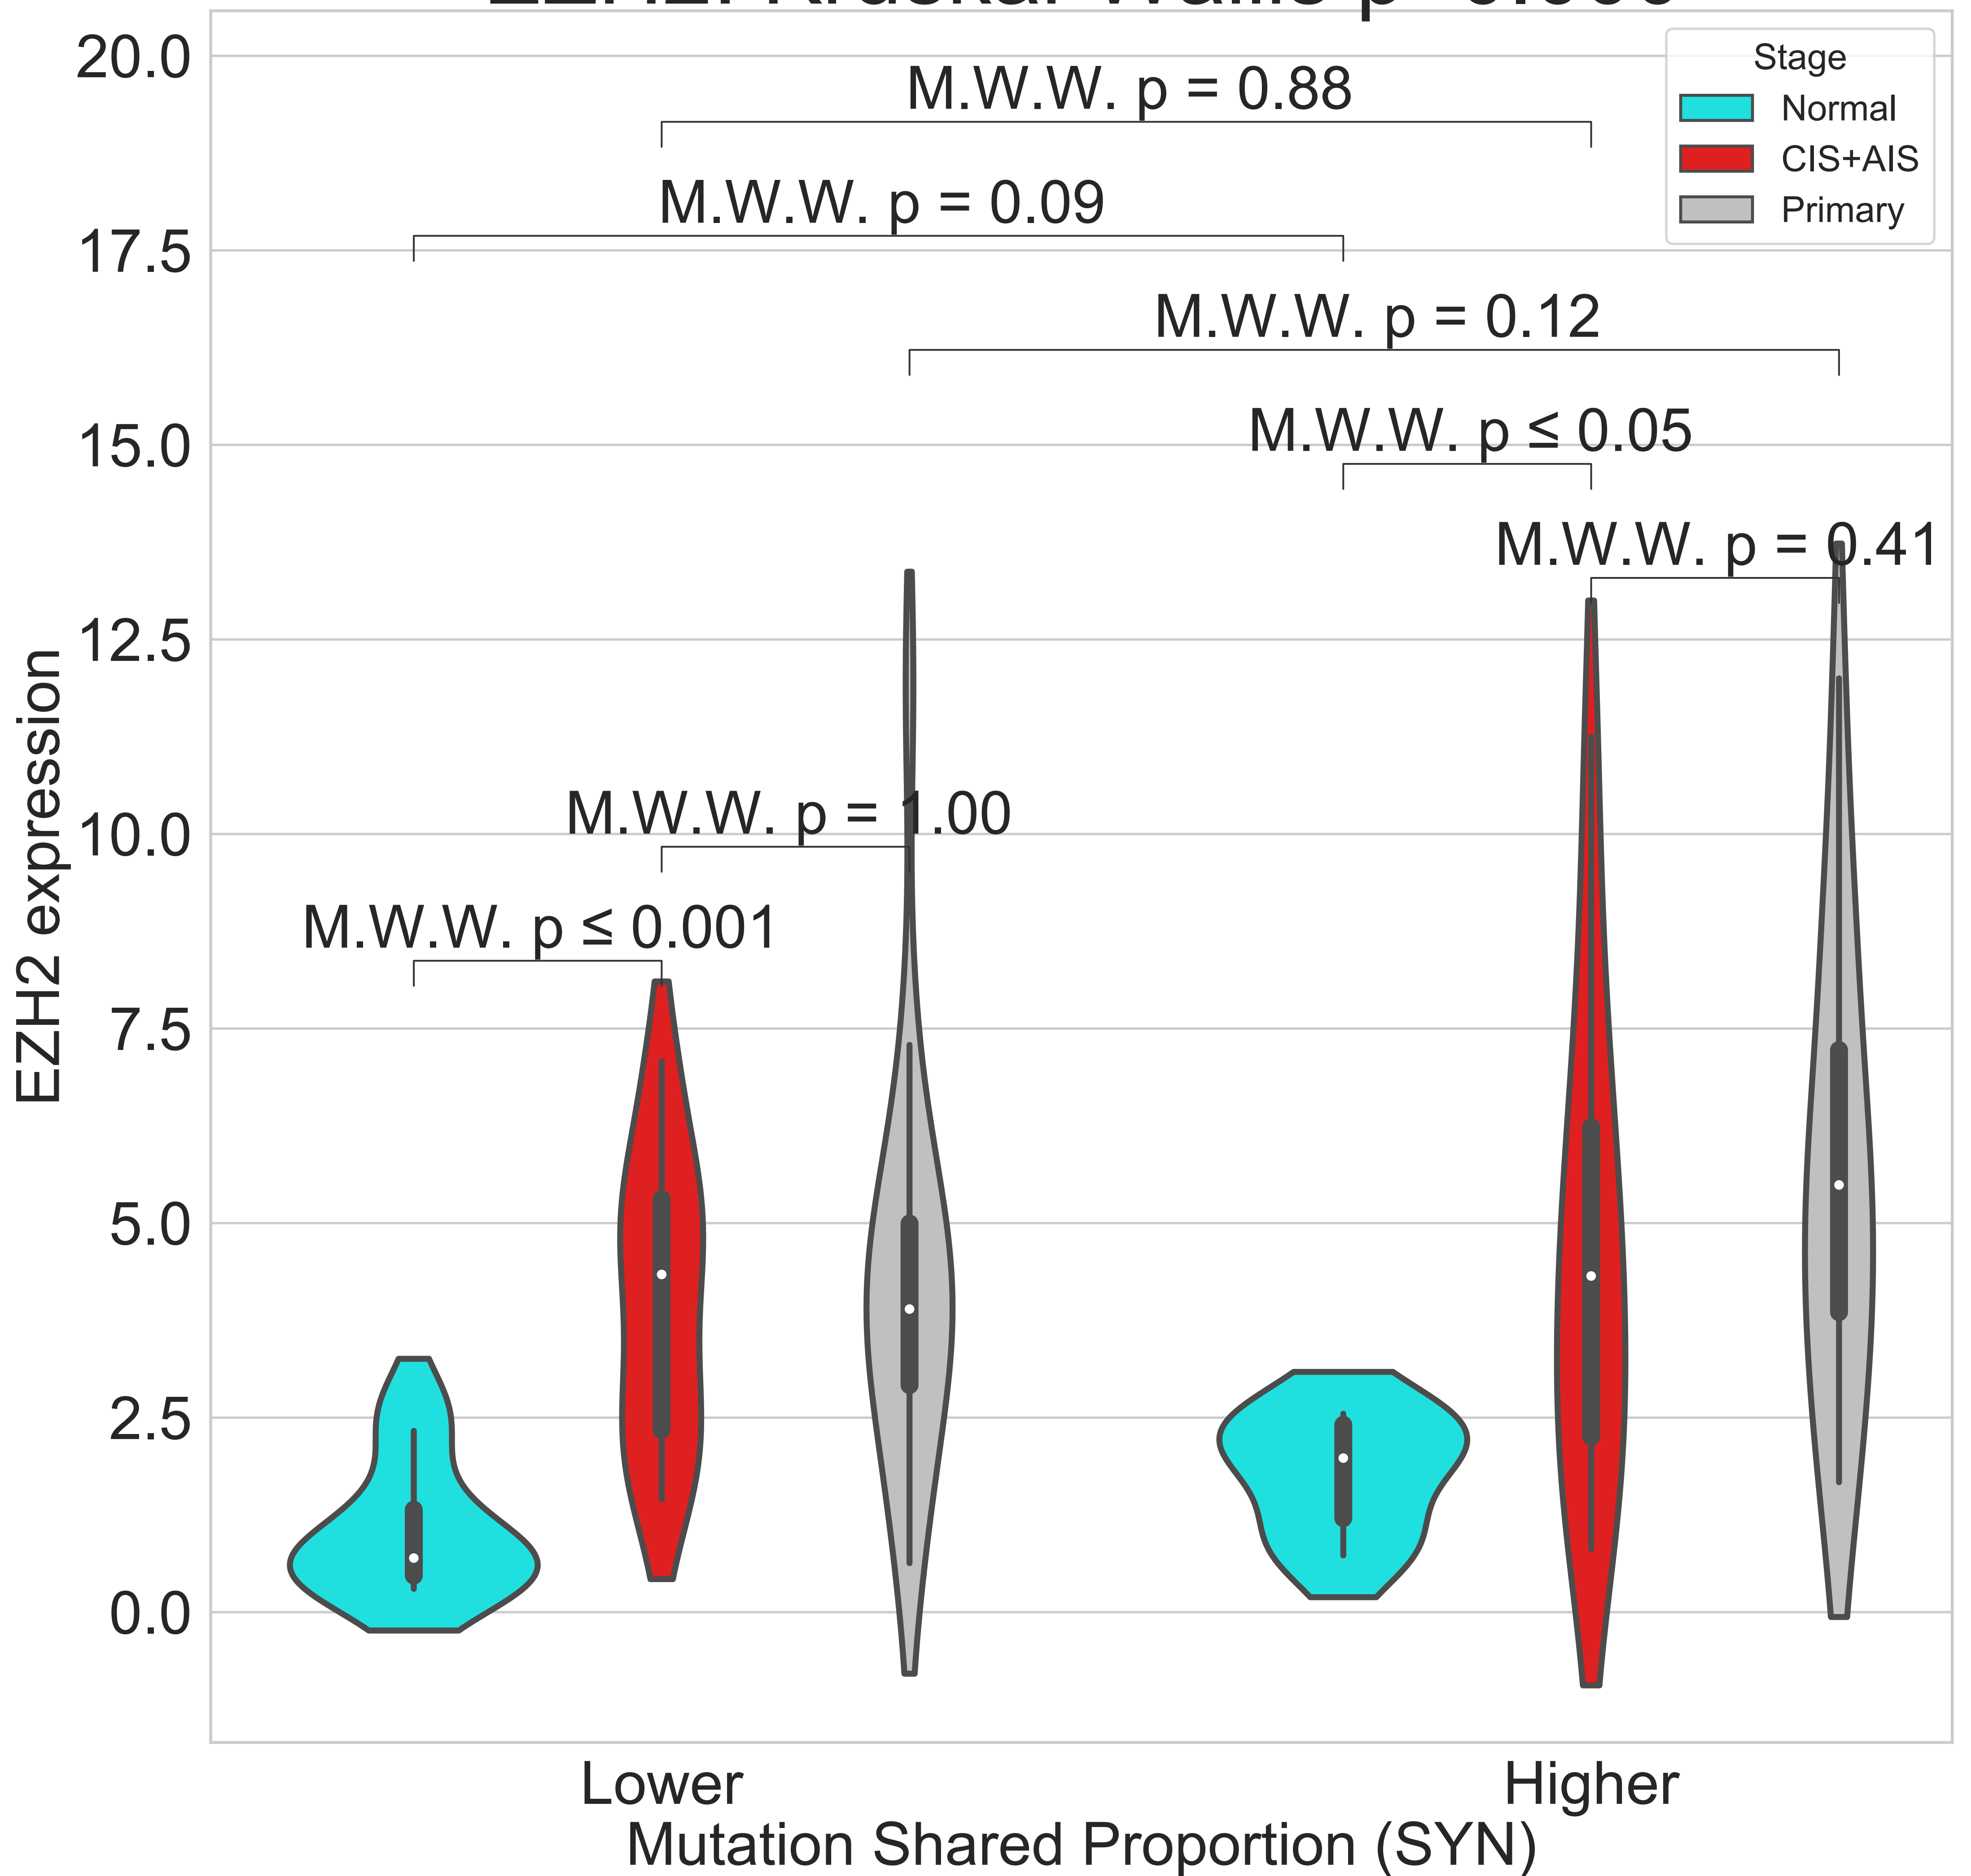 20.0
17.5
15.0
12.5
10.0
7.5
5.0
2.5
0.0
EZH2 expression
M.W.W. p = 0.88
M.W.W. p = 0.09
M.W.W. p = 0.12
M.W.W. p ≤ 0.05
M.W.W. p = 0.41
M.W.W. p = 1.00
M.W.W. p ≤ 0.001
Stage
Normal
CIS+AIS
Primary
Lower
Higher
Mutation Shared Proportion (SYN)